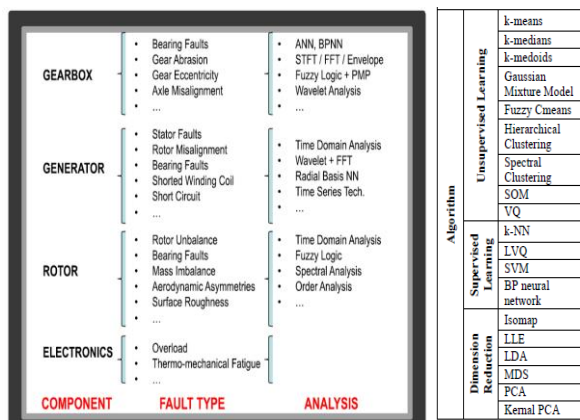 GEARBOX
• Bearing Faults
• Gear Abrasion
• Gear Eccentricity
• Axle Misalignment
• ...
• ANN, BPNN
• STFT / FFT / Envelope
• Fuzzy Logic + PMP
• Wavelet Analysis
• ...
GENERATOR
• Stator Faults
• Rotor Misalignment
• Bearing Faults
• Shorted Winding Coil
• Short Circuit
• ...
• Time Domain Analysis
• Wavelet + FFT
• Radial Basis NN
• Time Series Tech.
• ...
ROTOR
• Rotor Unbalance
• Bearing Faults
• Mass Imbalance
• Aerodynamic Asymmetries
• Surface Roughness
• ...
• Time Domain Analysis
• Fuzzy Logic
• Spectral Analysis
• Order Analysis
• ...
ELECTRONICS
• Overload
• Thermo-mechanical Fatigue
• ...
COMPONENT FAULT TYPE ANALYSIS
Algorithm
Unsupervised Learning
k-means
k-medians
k-medoids
Gaussian
Mixture Model
Fuzzy Cmeans
Hierarchical
Clustering
Spectral
Clustering
SOM
VQ
Supervised
Learning
k-NN
LVQ
SVM
BP neural
network
Dimension
Reduction
Isomap
LLE
LDA
MDS
PCA
Kernal PCA